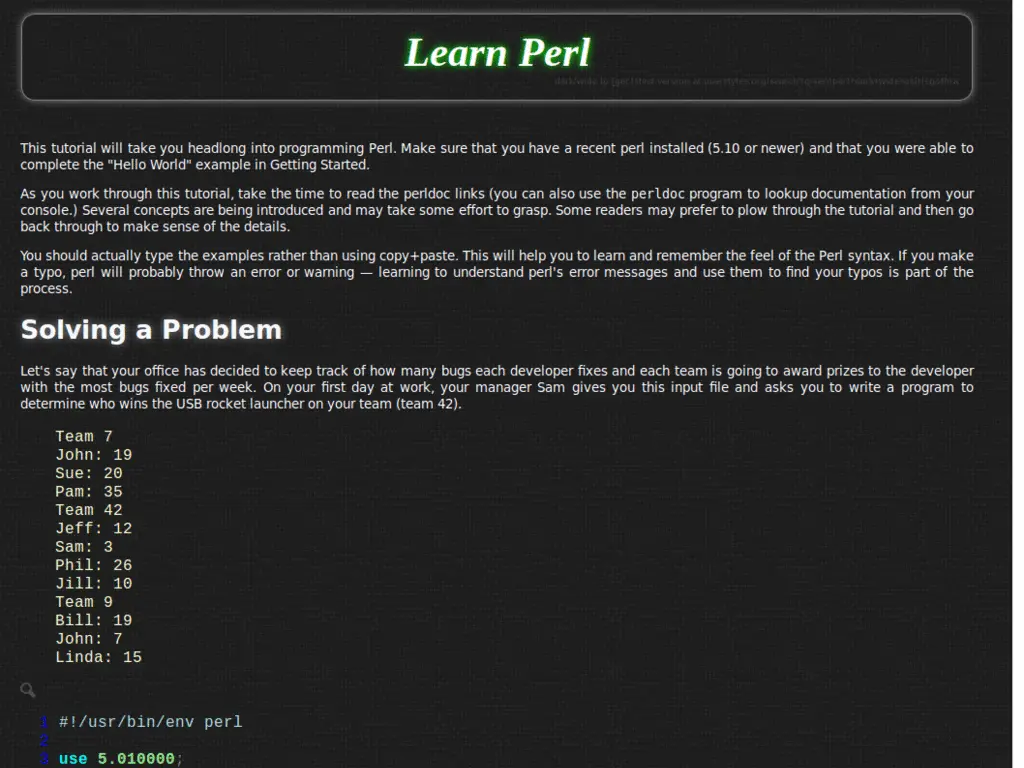 Learn Perl
This tutorial will take you headlong into programming Perl. Make sure that you have a recent perl installed (5.10 or newer) and that you were able to
complete the "Hello World" example in Getting Started.
As you work through this tutorial, take the time to read the perldoc links (you can also use the perldoc program to lookup documentation from your
console.) Several concepts are being introduced and may take some effort to grasp. Some readers may prefer to plow through the tutorial and then go
back through to make sense of the details.
You should actually type the examples rather than using copy+paste. This will help you to learn and remember the feel of the Perl syntax. If you make
a typo, perl will probably throw an error or warning — learning to understand perl's error messages and use them to find your typos is part of the
process.
Solving a Problem
Let's say that your office has decided to keep track of how many bugs each developer fixes and each team is going to award prizes to the developer
with the most bugs fixed per week. On your first day at work, your manager Sam gives you this input file and asks you to write a program to
determine who wins the USB rocket launcher on your team (team 42).
Team 7
John: 19
Sue: 20
Pam: 35
Team 42
Jeff: 12
Sam: 3
Phil: 26
Jill: 10
Team 9
Bill: 19
John: 7
Linda: 15
1 #!/usr/bin/env perl
2
3 use 5.010000;